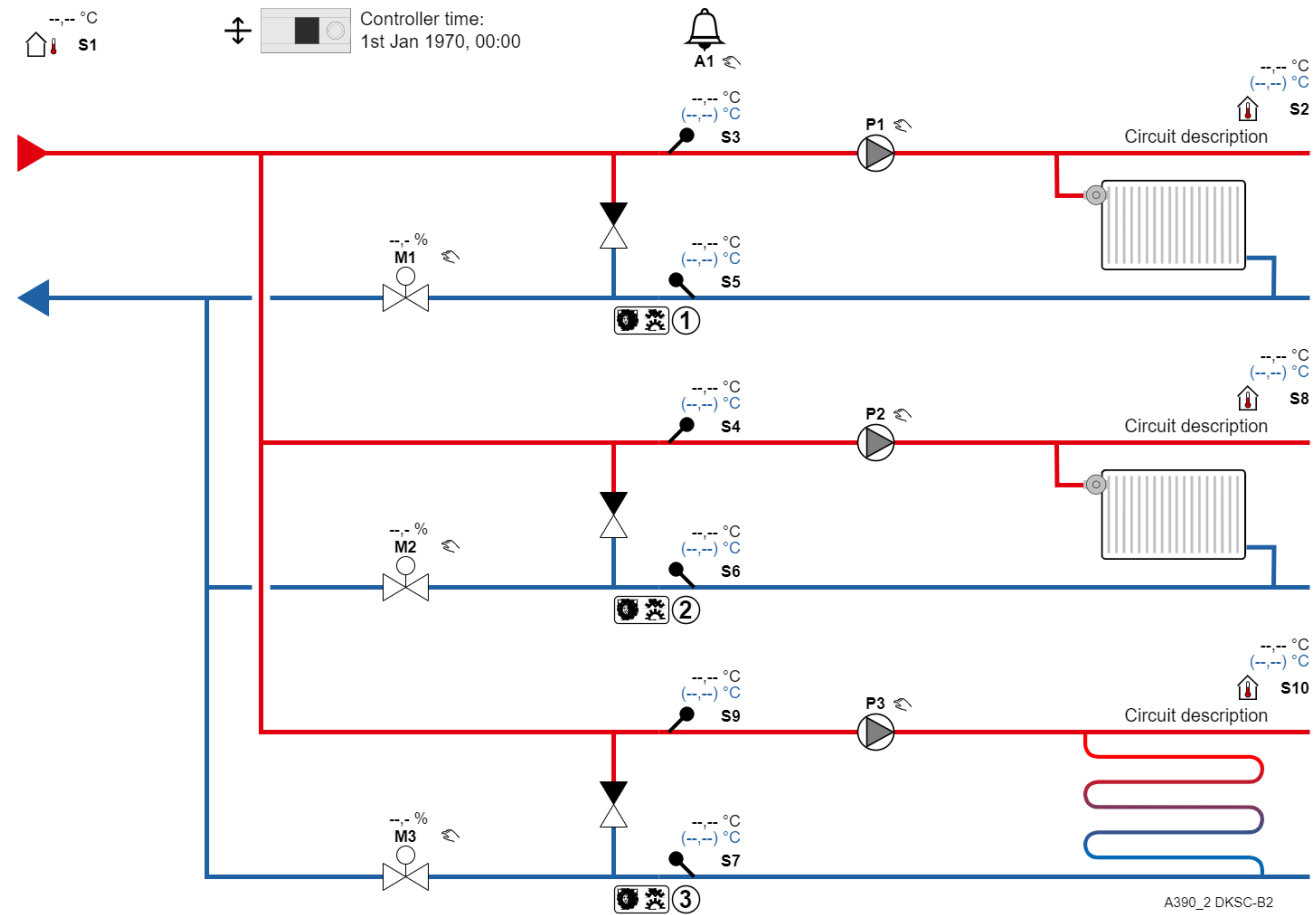 --,-- °C
S1
Controller time:
1st Jan 1970, 00:00
A1
--,-- °C
(--,--) °C
S2
Circuit description
--,-- °C
(--,--) °C
S3
P1
--,- %
M1
--,-- °C
(--,--) °C
S5
1
--,-- °C
(--,--) °C
S8
Circuit description
--,-- °C
(--,--) °C
S4
P2
--,- %
M2
--,-- °C
(--,--) °C
S6
2
--,-- °C
(--,--) °C
S10
Circuit description
--,-- °C
(--,--) °C
S9
P3
--,- %
M3
--,-- °C
(--,--) °C
S7
3
A390_2 DKSC-B2